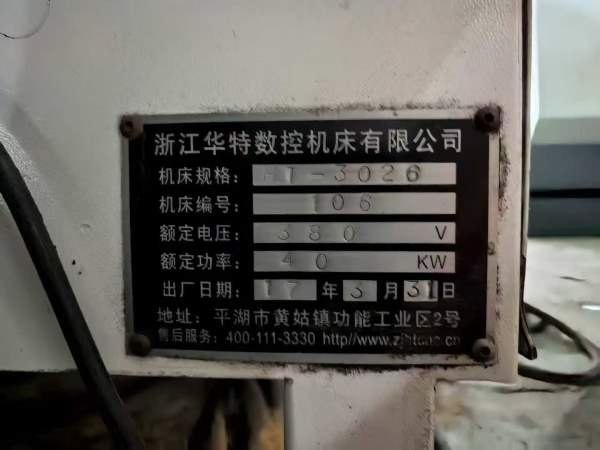 浙江华特数控机床有限公司
机床规格: HT-3026
机床编号: 106
额定电压: 380 V
额定功率: 40 KW
出厂日期: 17 年 3 月 31 日
地址: 平湖市黄姑镇功能工业区2号
售后服务: 400-111-3330